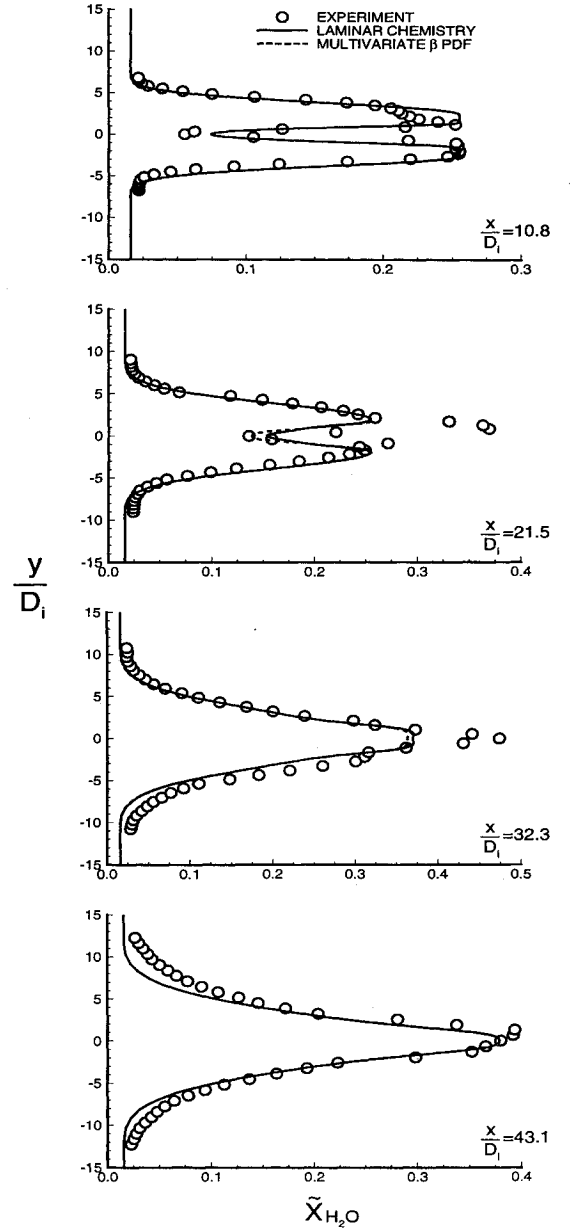 EXPERIMENT
LAMINAR CHEMISTRY
MULTIVARIATE β PDF
15
10
5
0
-5
-10
-15
0.0 0.1 0.2 0.3
x/D_i=10.8
15
10
5
0
-5
-10
-15
0.0 0.1 0.2 0.3 0.4
x/D_i=21.5
y/D_i
15
10
5
0
-5
-10
-15
0.0 0.1 0.2 0.3 0.4 0.5
x/D_i=32.3
15
10
5
0
-5
-10
-15
0.0 0.1 0.2 0.3 0.4
x/D_i=43.1
X̃_H₂O